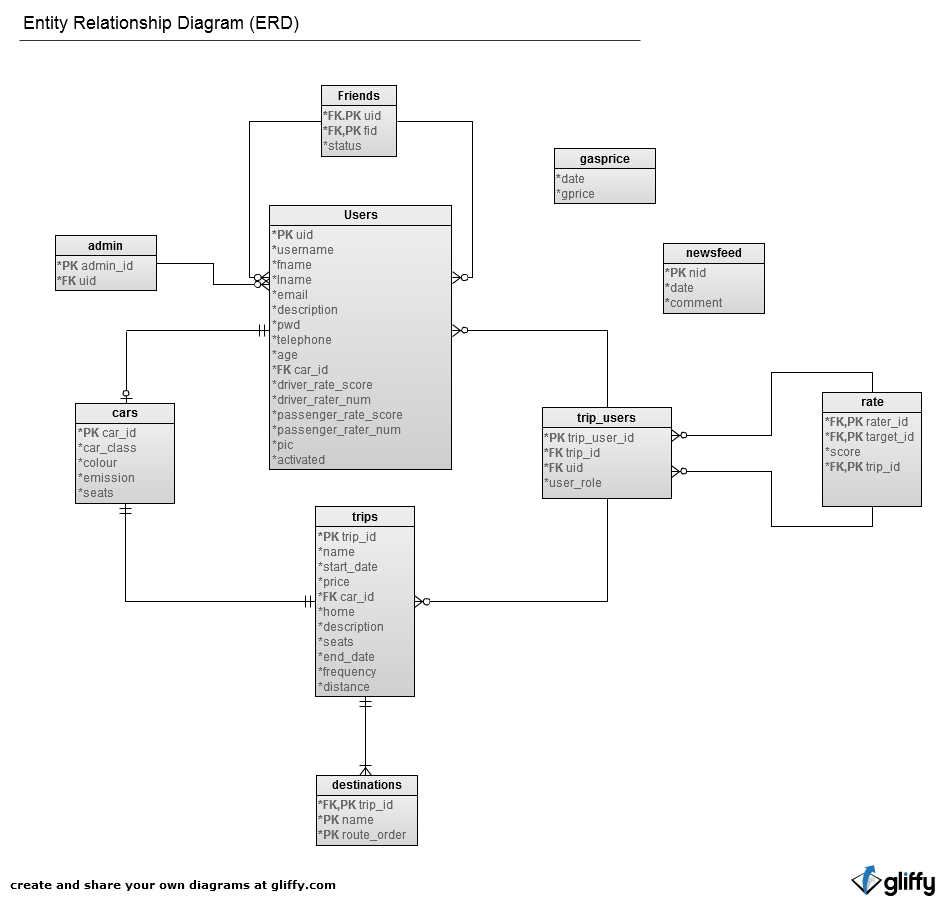 Entity Relationship Diagram (ERD)
Friends
*FK.PK uid
*FK,PK fid
*status
gasprice
*date
*gprice
Users
*PK uid
*username
*fname
*lname
*email
*description
*pwd
*telephone
*age
*FK car_id
*driver_rate_score
*driver_rater_num
*passenger_rate_score
*passenger_rater_num
*pic
*activated
admin
*PK admin_id
*FK uid
newsfeed
*PK nid
*date
*comment
cars
*PK car_id
*car_class
*colour
*emission
*seats
trip_users
*PK trip_user_id
*FK trip_id
*FK uid
*user_role
rate
*FK,PK rater_id
*FK,PK target_id
*score
*FK,PK trip_id
trips
*PK trip_id
*name
*start_date
*price
*FK car_id
*home
*description
*seats
*end_date
*frequency
*distance
destinations
*FK,PK trip_id
*PK name
*PK route_order
create and share your own diagrams at gliffy.com
gliffy